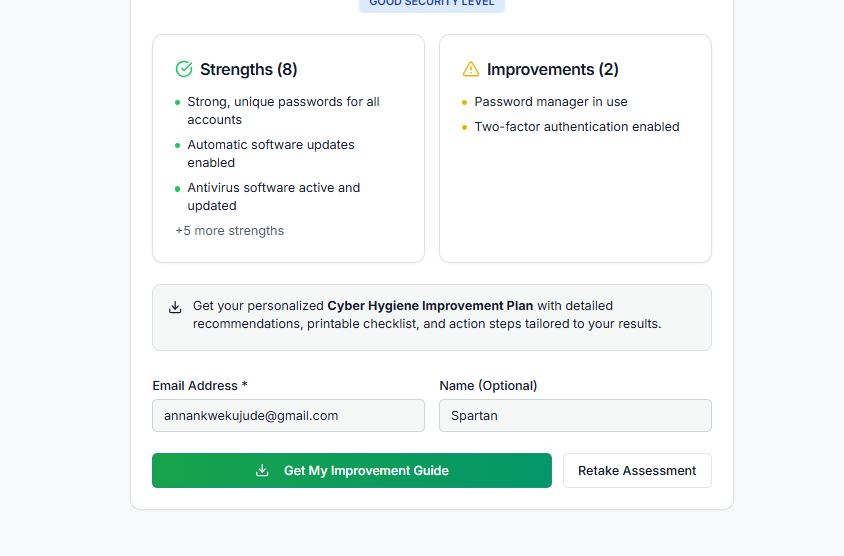 GOOD SECURITY LEVEL
Strengths (8)
Strong, unique passwords for all
accounts
Automatic software updates
enabled
Antivirus software active and
updated
+5 more strengths
Improvements (2)
Password manager in use
Two-factor authentication enabled
Get your personalized Cyber Hygiene Improvement Plan with detailed
recommendations, printable checklist, and action steps tailored to your results.
Email Address *
annankwekujude@gmail.com
Name (Optional)
Spartan
Get My Improvement Guide
Retake Assessment